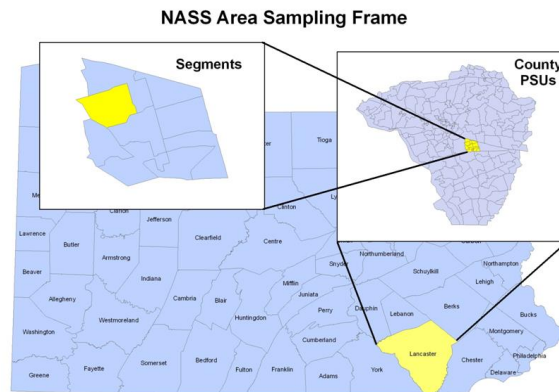 NASS Area Sampling Frame
Segments
County
PSUs
Tioga
Clinton
Jefferson
Lawrence
Butler
Clearfield
Centre
Armstrong
Beaver
Indiana
Snyder
Northumberland
Northampton
Schuylkill
Lehigh
Mifflin
Juniata
Allegheny
Cambria
Blair
Perry
Dauphin
Lebanon
Berks
Bucks
Huntingdon
Westmoreland
Cumberland
Montgomery
Washington
Lancaster
Philadelphia
Somerset
Bedford
Fulton
Franklin
Adams
York
Chester
Delaware
Greene
Fayette